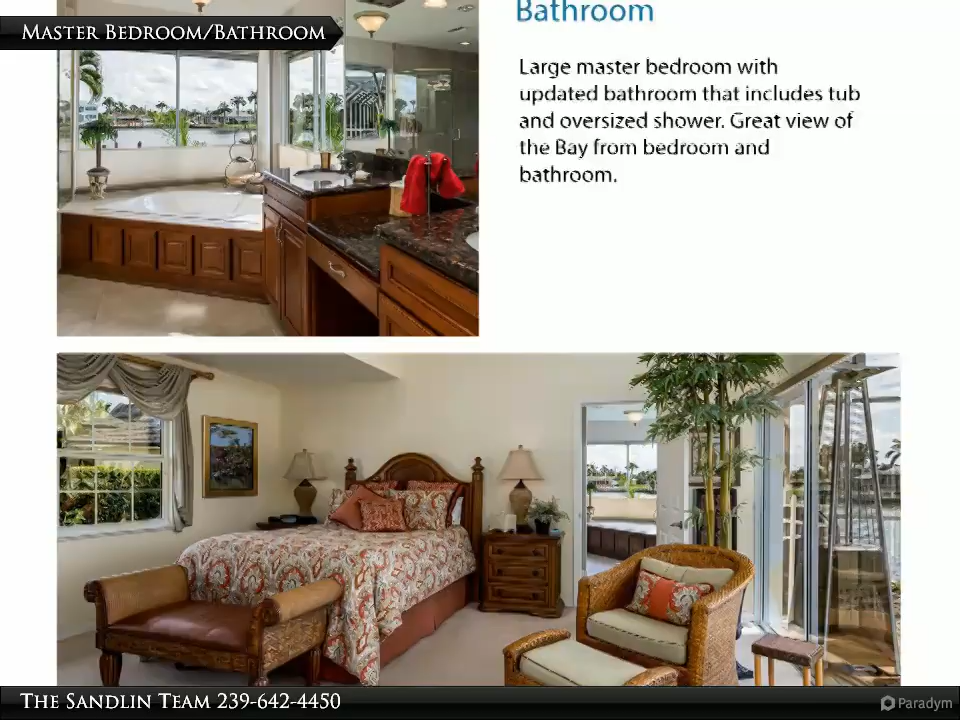 Bathroom
Master Bedroom/Bathroom
Large master bedroom with
updated bathroom that includes tub
and oversized shower. Great view of
the Bay from bedroom and
bathroom.
The Sandlin Team 239-642-4450
Paradym